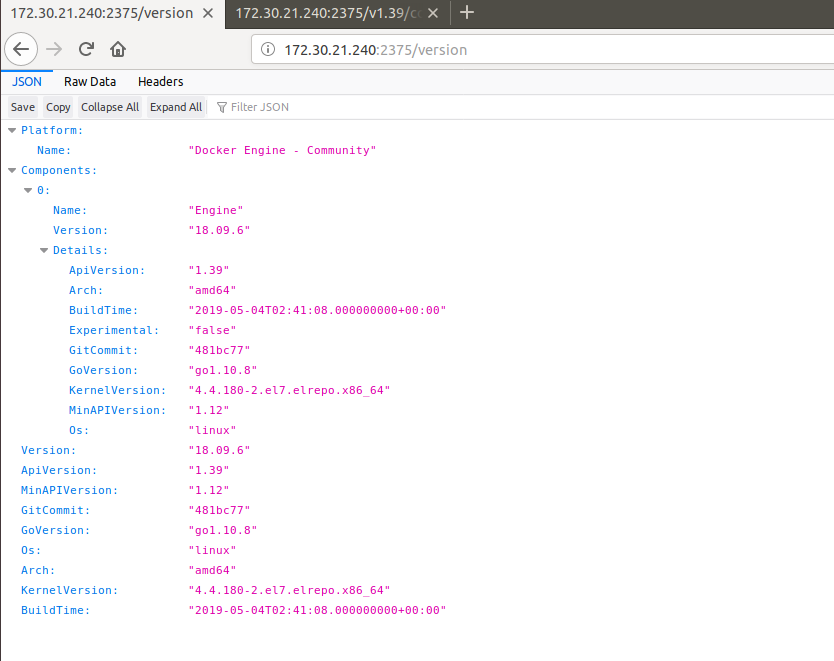 172.30.21.240:2375/version
172.30.21.240:2375/v1.39/c
172.30.21.240:2375/version
JSON Raw Data Headers
Save Copy Collapse All Expand All Filter JSON
Platform:
Name: "Docker Engine - Community"
Components:
0:
Name: "Engine"
Version: "18.09.6"
Details:
ApiVersion: "1.39"
Arch: "amd64"
BuildTime: "2019-05-04T02:41:08.000000000+00:00"
Experimental: "false"
GitCommit: "481bc77"
GoVersion: "go1.10.8"
KernelVersion: "4.4.180-2.el7.elrepo.x86_64"
MinAPIVersion: "1.12"
Os: "linux"
Version: "18.09.6"
ApiVersion: "1.39"
MinAPIVersion: "1.12"
GitCommit: "481bc77"
GoVersion: "go1.10.8"
Os: "linux"
Arch: "amd64"
KernelVersion: "4.4.180-2.el7.elrepo.x86_64"
BuildTime: "2019-05-04T02:41:08.000000000+00:00"